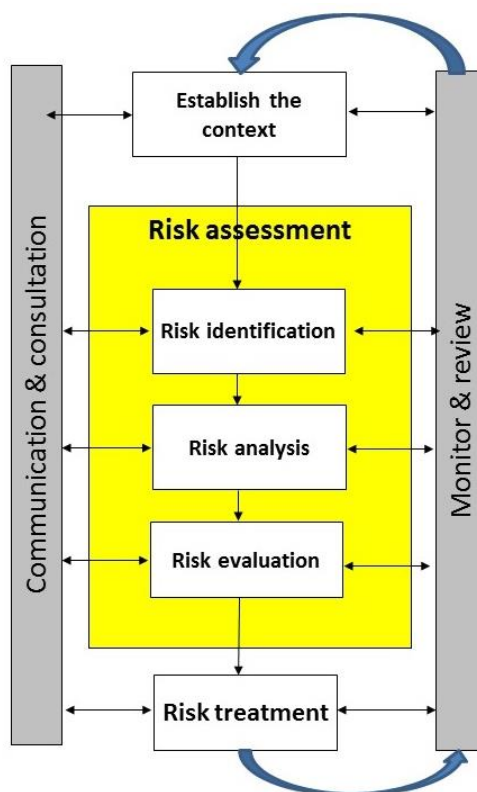 Establish the
context
Risk assessment
Risk identification
Risk analysis
Risk evaluation
Risk treatment
Communication & consultation
Monitor & review